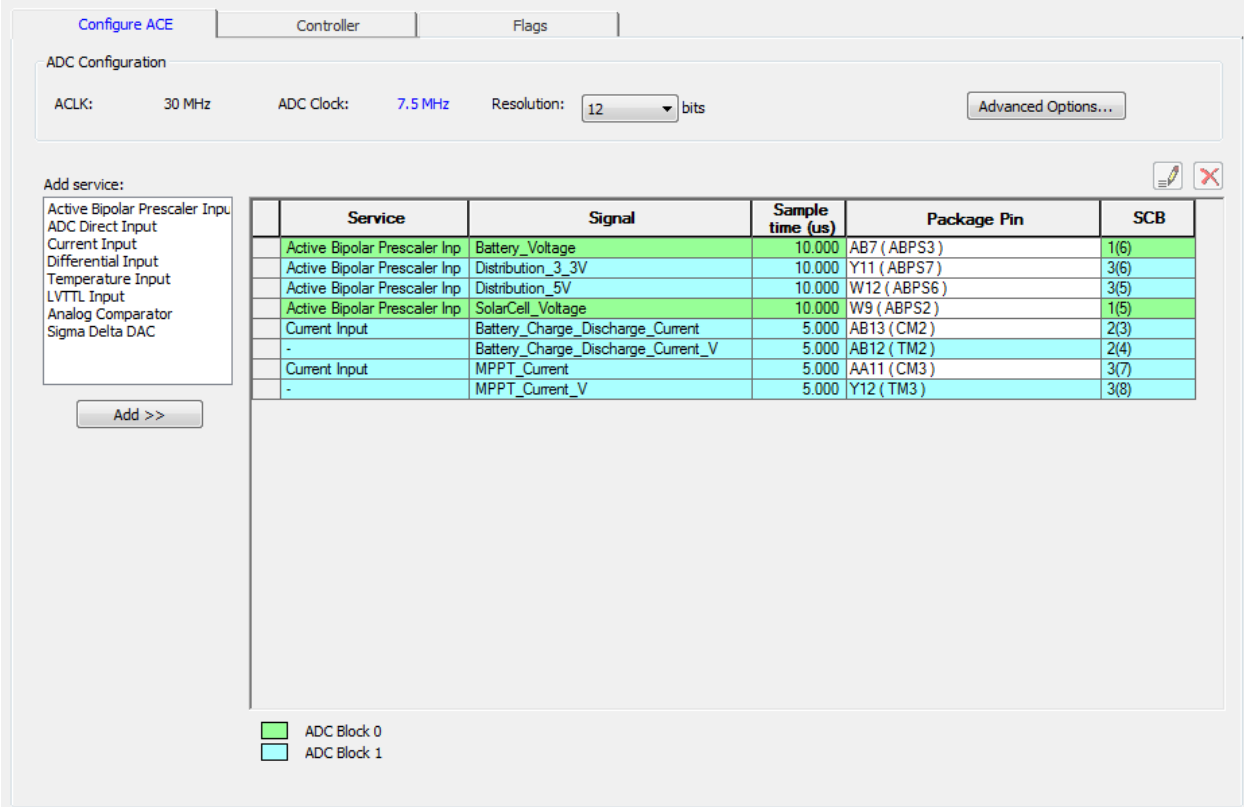 Configure ACE Controller Flags
ADC Configuration
ACLK: 30 MHz ADC Clock: 7.5 MHz Resolution: 12 bits Advanced Options...
Add service:
Active Bipolar Prescaler Inpu
ADC Direct Input
Current Input
Differential Input
Temperature Input
LVTTL Input
Analog Comparator
Sigma Delta DAC
Add >>
Service Signal Sample time (us) Package Pin SCB
Active Bipolar Prescaler Inp Battery_Voltage 10.000 AB7 ( ABPS3 ) 1(6)
Active Bipolar Prescaler Inp Distribution_3_3V 10.000 Y11 ( ABPS7 ) 3(6)
Active Bipolar Prescaler Inp Distribution_5V 10.000 W12 ( ABPS6 ) 3(5)
Active Bipolar Prescaler Inp SolarCell_Voltage 10.000 W9 ( ABPS2 ) 1(5)
Current Input Battery_Charge_Discharge_Current 5.000 AB13 ( CM2 ) 2(3)
- Battery_Charge_Discharge_Current_V 5.000 AB12 ( TM2 ) 2(4)
Current Input MPPT_Current 5.000 AA11 ( CM3 ) 3(7)
- MPPT_Current_V 5.000 Y12 ( TM3 ) 3(8)
ADC Block 0
ADC Block 1